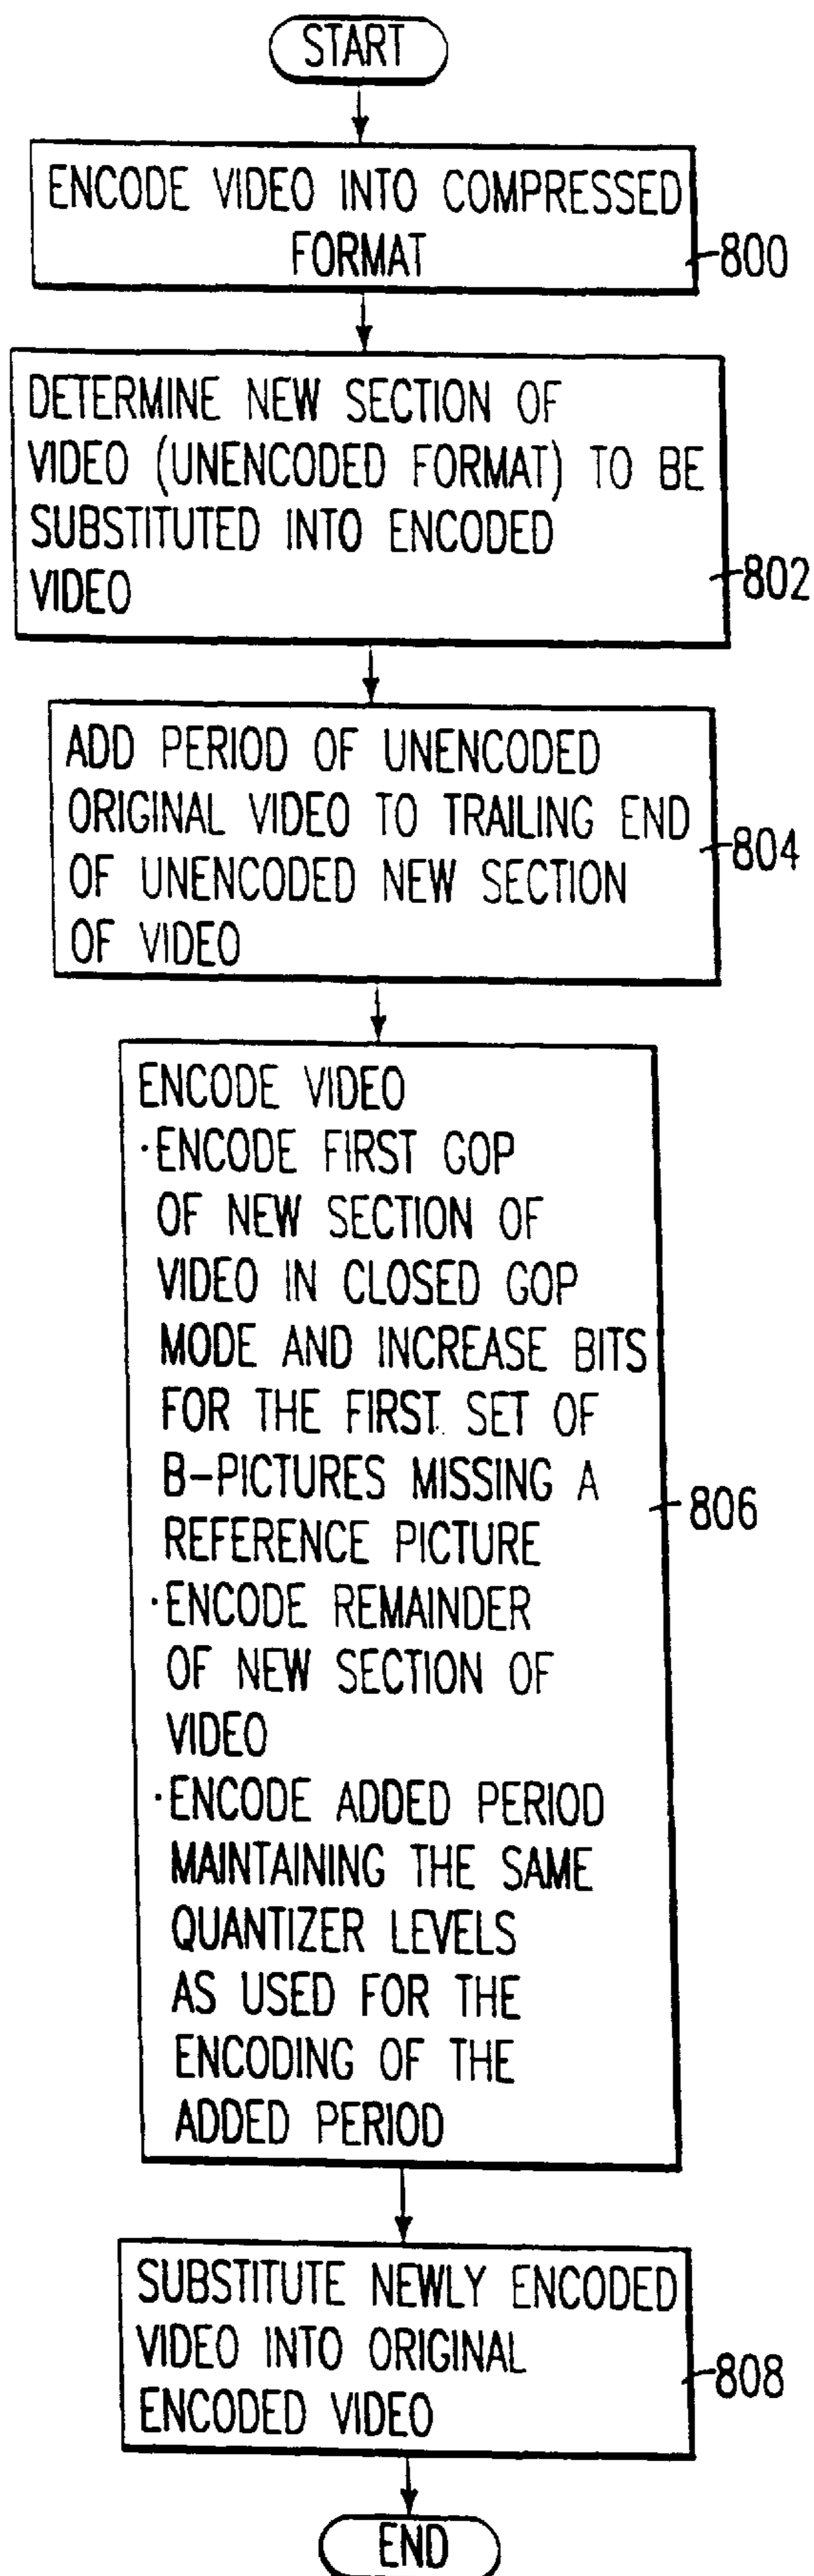 START
ENCODE VIDEO INTO COMPRESSED
FORMAT
800
DETERMINE NEW SECTION OF
VIDEO (UNENCODED FORMAT) TO BE
SUBSTITUTED INTO ENCODED
VIDEO
802
ADD PERIOD OF UNENCODED
ORIGINAL VIDEO TO TRAILING END
OF UNENCODED NEW SECTION
OF VIDEO
804
ENCODE VIDEO
·ENCODE FIRST GOP
OF NEW SECTION OF
VIDEO IN CLOSED GOP
MODE AND INCREASE BITS
FOR THE FIRST SET OF
B-PICTURES MISSING A
REFERENCE PICTURE
·ENCODE REMAINDER
OF NEW SECTION OF
VIDEO
·ENCODE ADDED PERIOD
MAINTAINING THE SAME
QUANTIZER LEVELS
AS USED FOR THE
ENCODING OF THE
ADDED PERIOD
806
SUBSTITUTE NEWLY ENCODED
VIDEO INTO ORIGINAL
ENCODED VIDEO
808
END